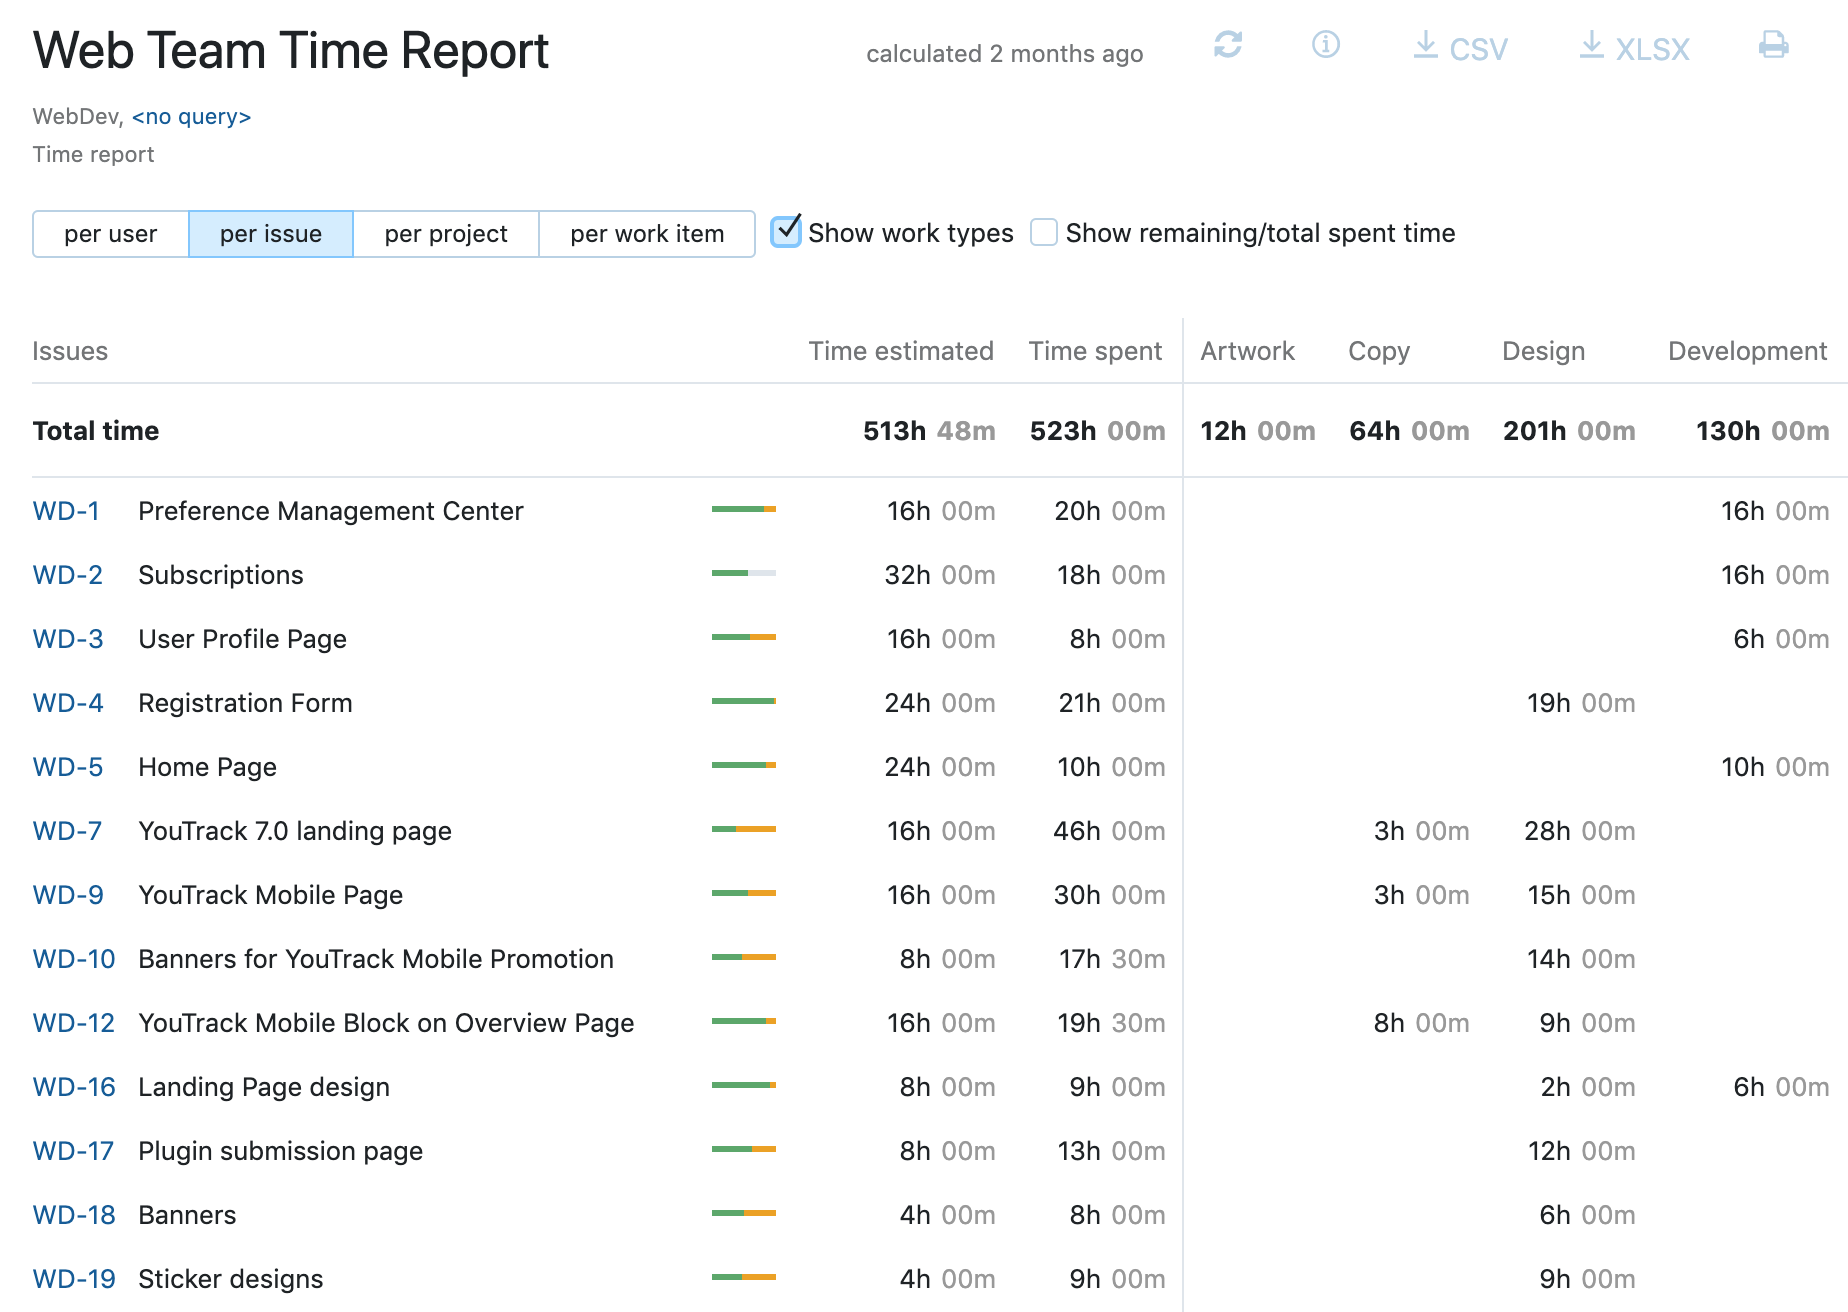 Web Team Time Report
calculated 2 months ago CSV XLSX
WebDev, <no query>
Time report
per user per issue per project per work item Show work types Show remaining/total spent time
Issues Time estimated Time spent Artwork Copy Design Development
Total time 513h 48m 523h 00m 12h 00m 64h 00m 201h 00m 130h 00m
WD-1 Preference Management Center 16h 00m 20h 00m 16h 00m
WD-2 Subscriptions 32h 00m 18h 00m 16h 00m
WD-3 User Profile Page 16h 00m 8h 00m 6h 00m
WD-4 Registration Form 24h 00m 21h 00m 19h 00m
WD-5 Home Page 24h 00m 10h 00m 10h 00m
WD-7 YouTrack 7.0 landing page 16h 00m 46h 00m 3h 00m 28h 00m
WD-9 YouTrack Mobile Page 16h 00m 30h 00m 3h 00m 15h 00m
WD-10 Banners for YouTrack Mobile Promotion 8h 00m 17h 30m 14h 00m
WD-12 YouTrack Mobile Block on Overview Page 16h 00m 19h 30m 8h 00m 9h 00m
WD-16 Landing Page design 8h 00m 9h 00m 2h 00m 6h 00m
WD-17 Plugin submission page 8h 00m 13h 00m 12h 00m
WD-18 Banners 4h 00m 8h 00m 6h 00m
WD-19 Sticker designs 4h 00m 9h 00m 9h 00m